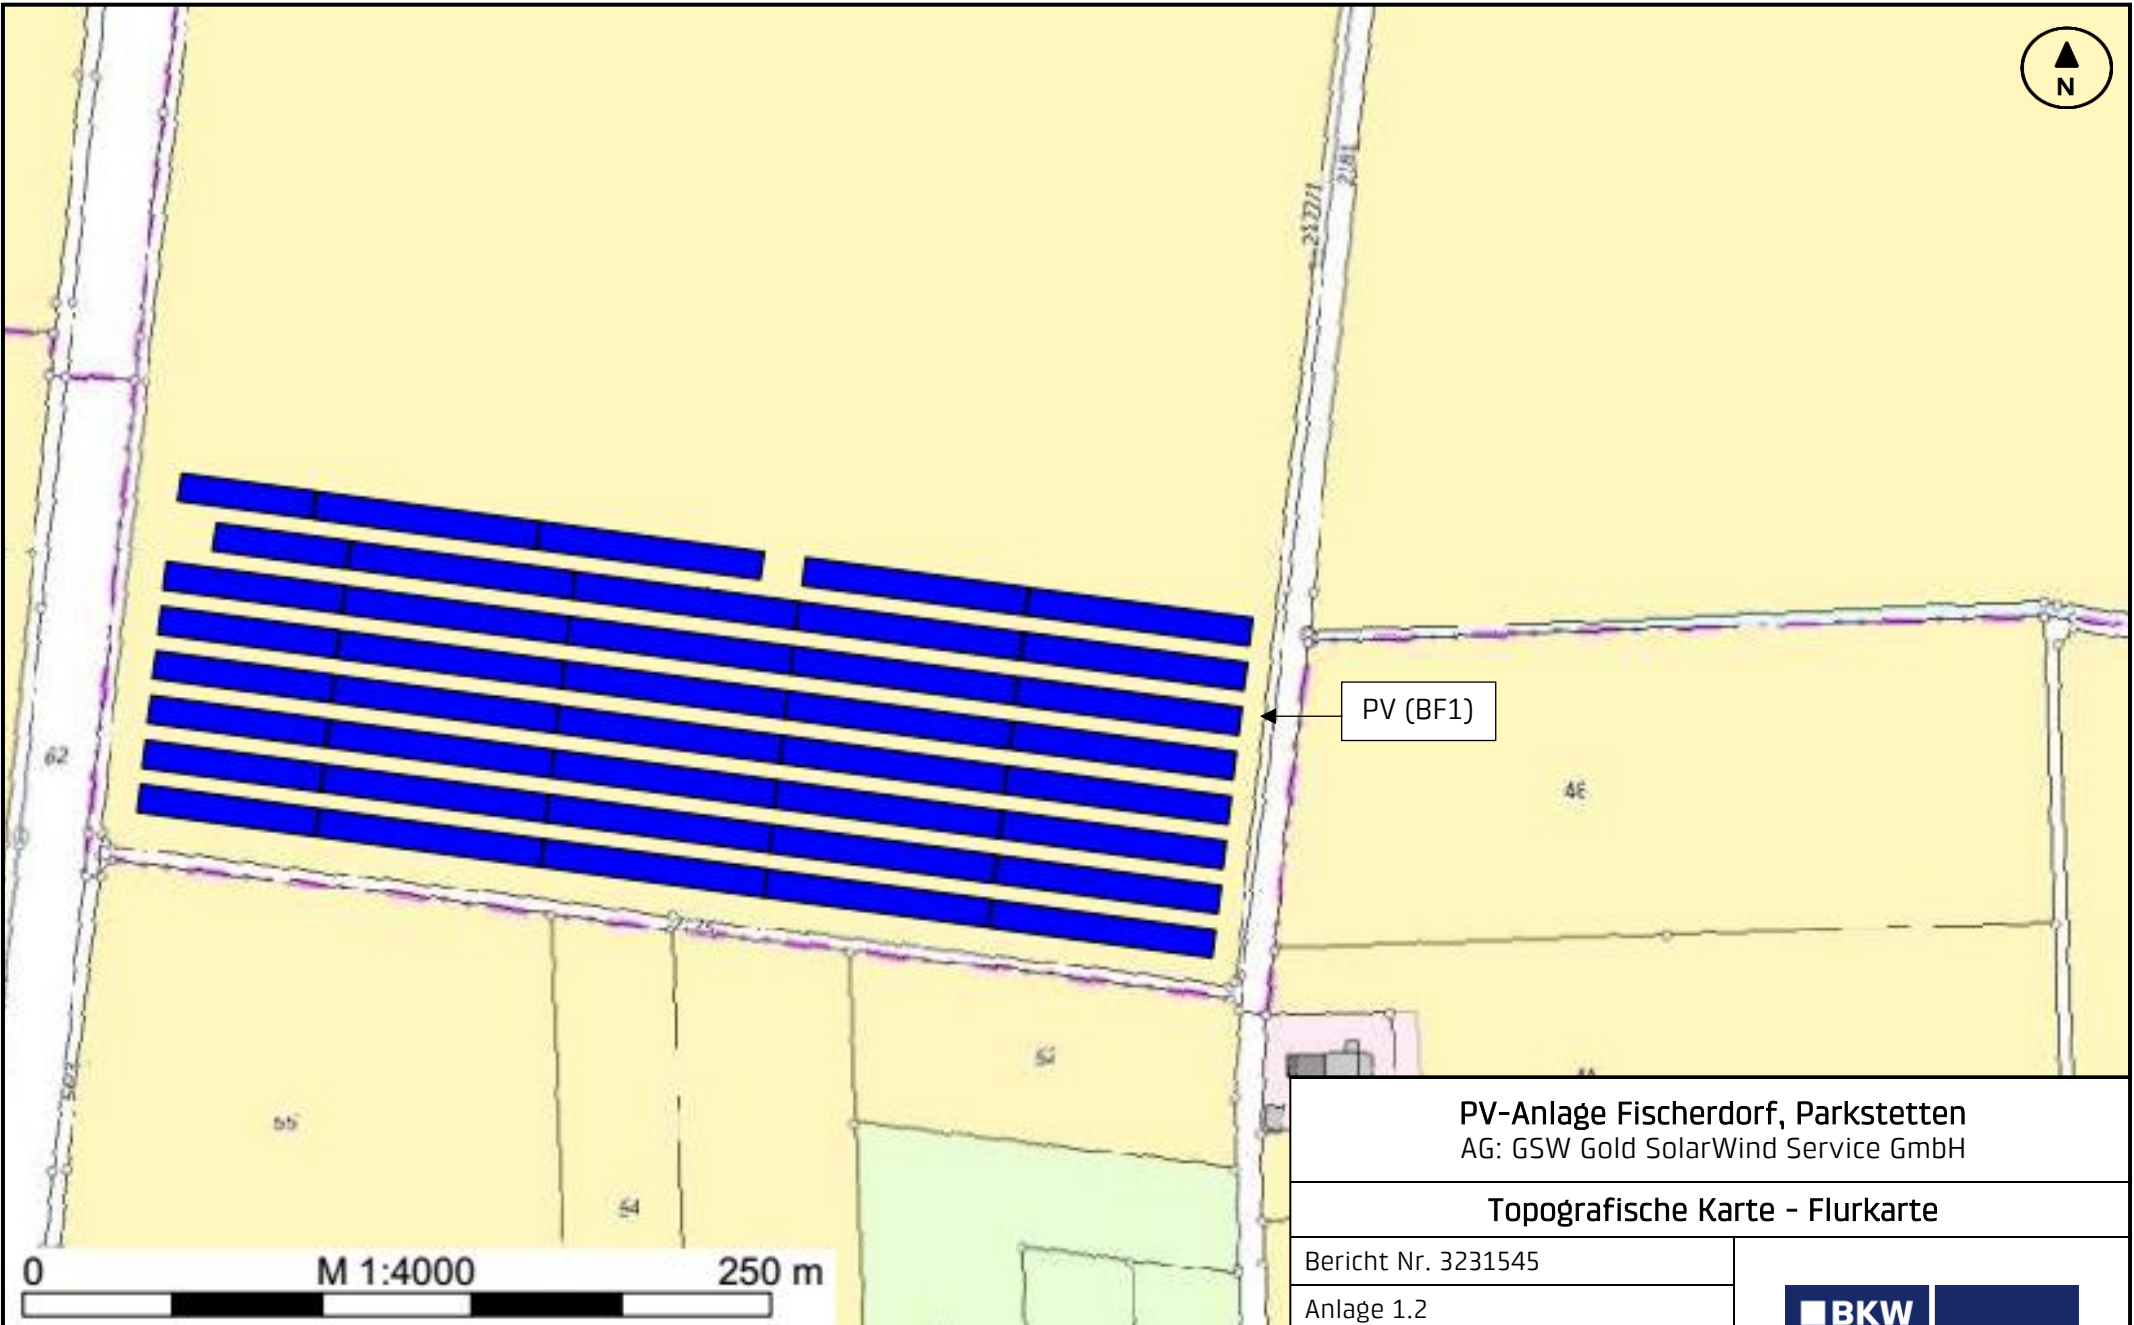 N
PV (BF1)
62
55
PV-Anlage Fischerdorf, Parkstetten
AG: GSW Gold SolarWind Service GmbH
Topografische Karte - Flurkarte
Bericht Nr. 3231545
Anlage 1.2
BKW
0 M 1:4000 250 m